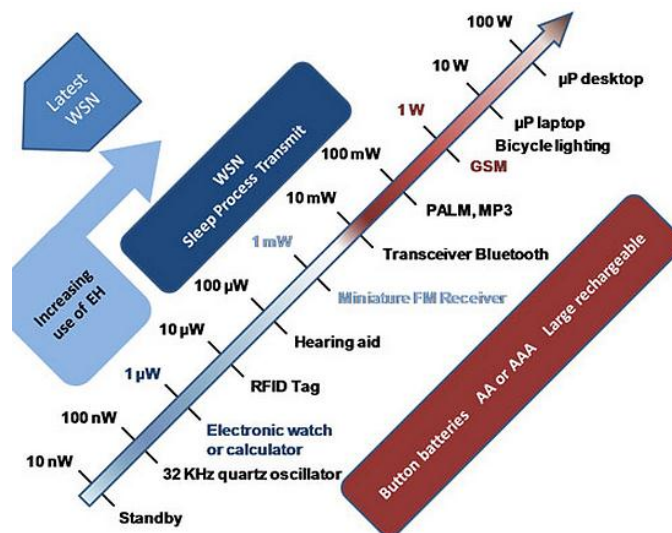 Latest
WSN
Increasing
use of EH
WSN
Sleep Process Transmit
100 W
10 W
1 W
100 mW
10 mW
1 mW
100 µW
10 µW
1 µW
100 nW
10 nW
µP desktop
µP laptop
Bicycle lighting
GSM
PALM, MP3
Transceiver Bluetooth
Miniature FM Receiver
Hearing aid
RFID Tag
Electronic watch
or calculator
32 KHz quartz oscillator
Standby
Button batteries AA or AAA Large rechargeable